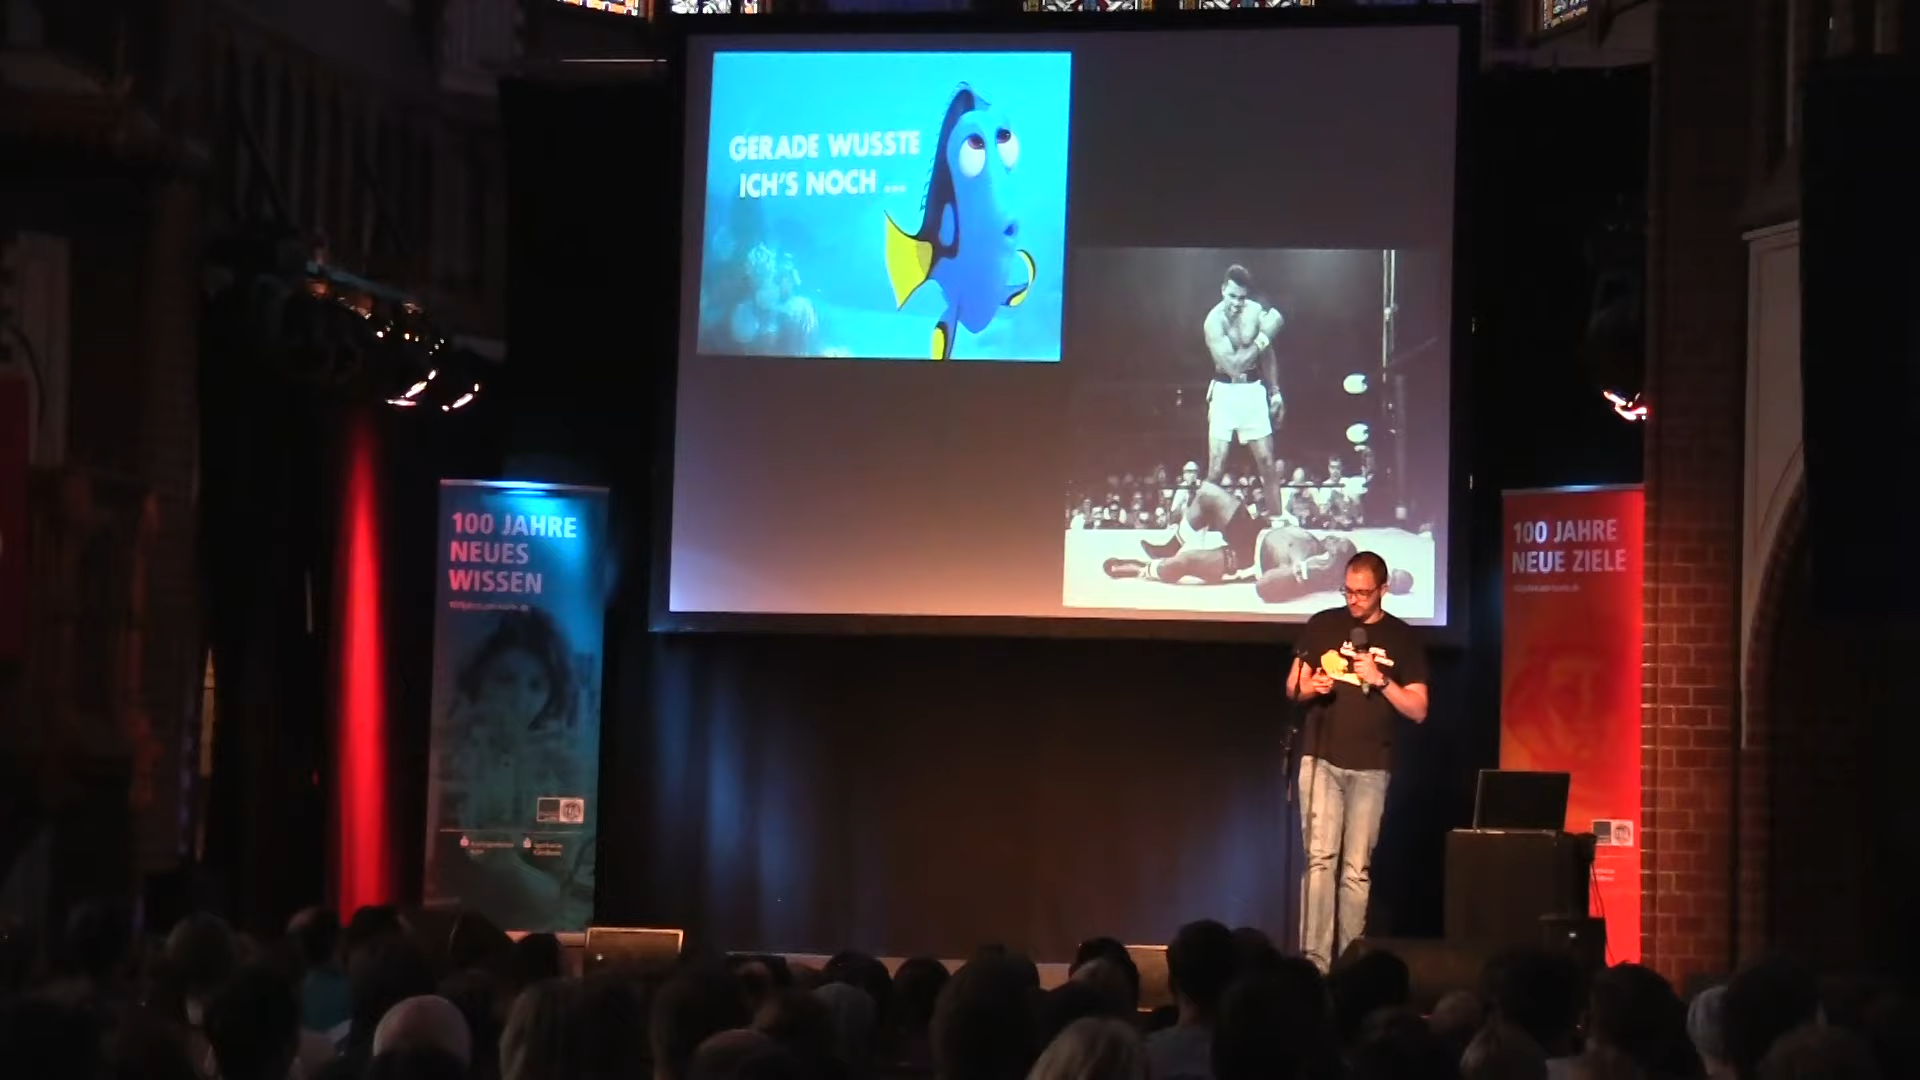 GERADE WUSSTE
ICH'S NOCH ...
100 JAHRE
NEUES
WISSEN
100 JAHRE
NEUE ZIELE